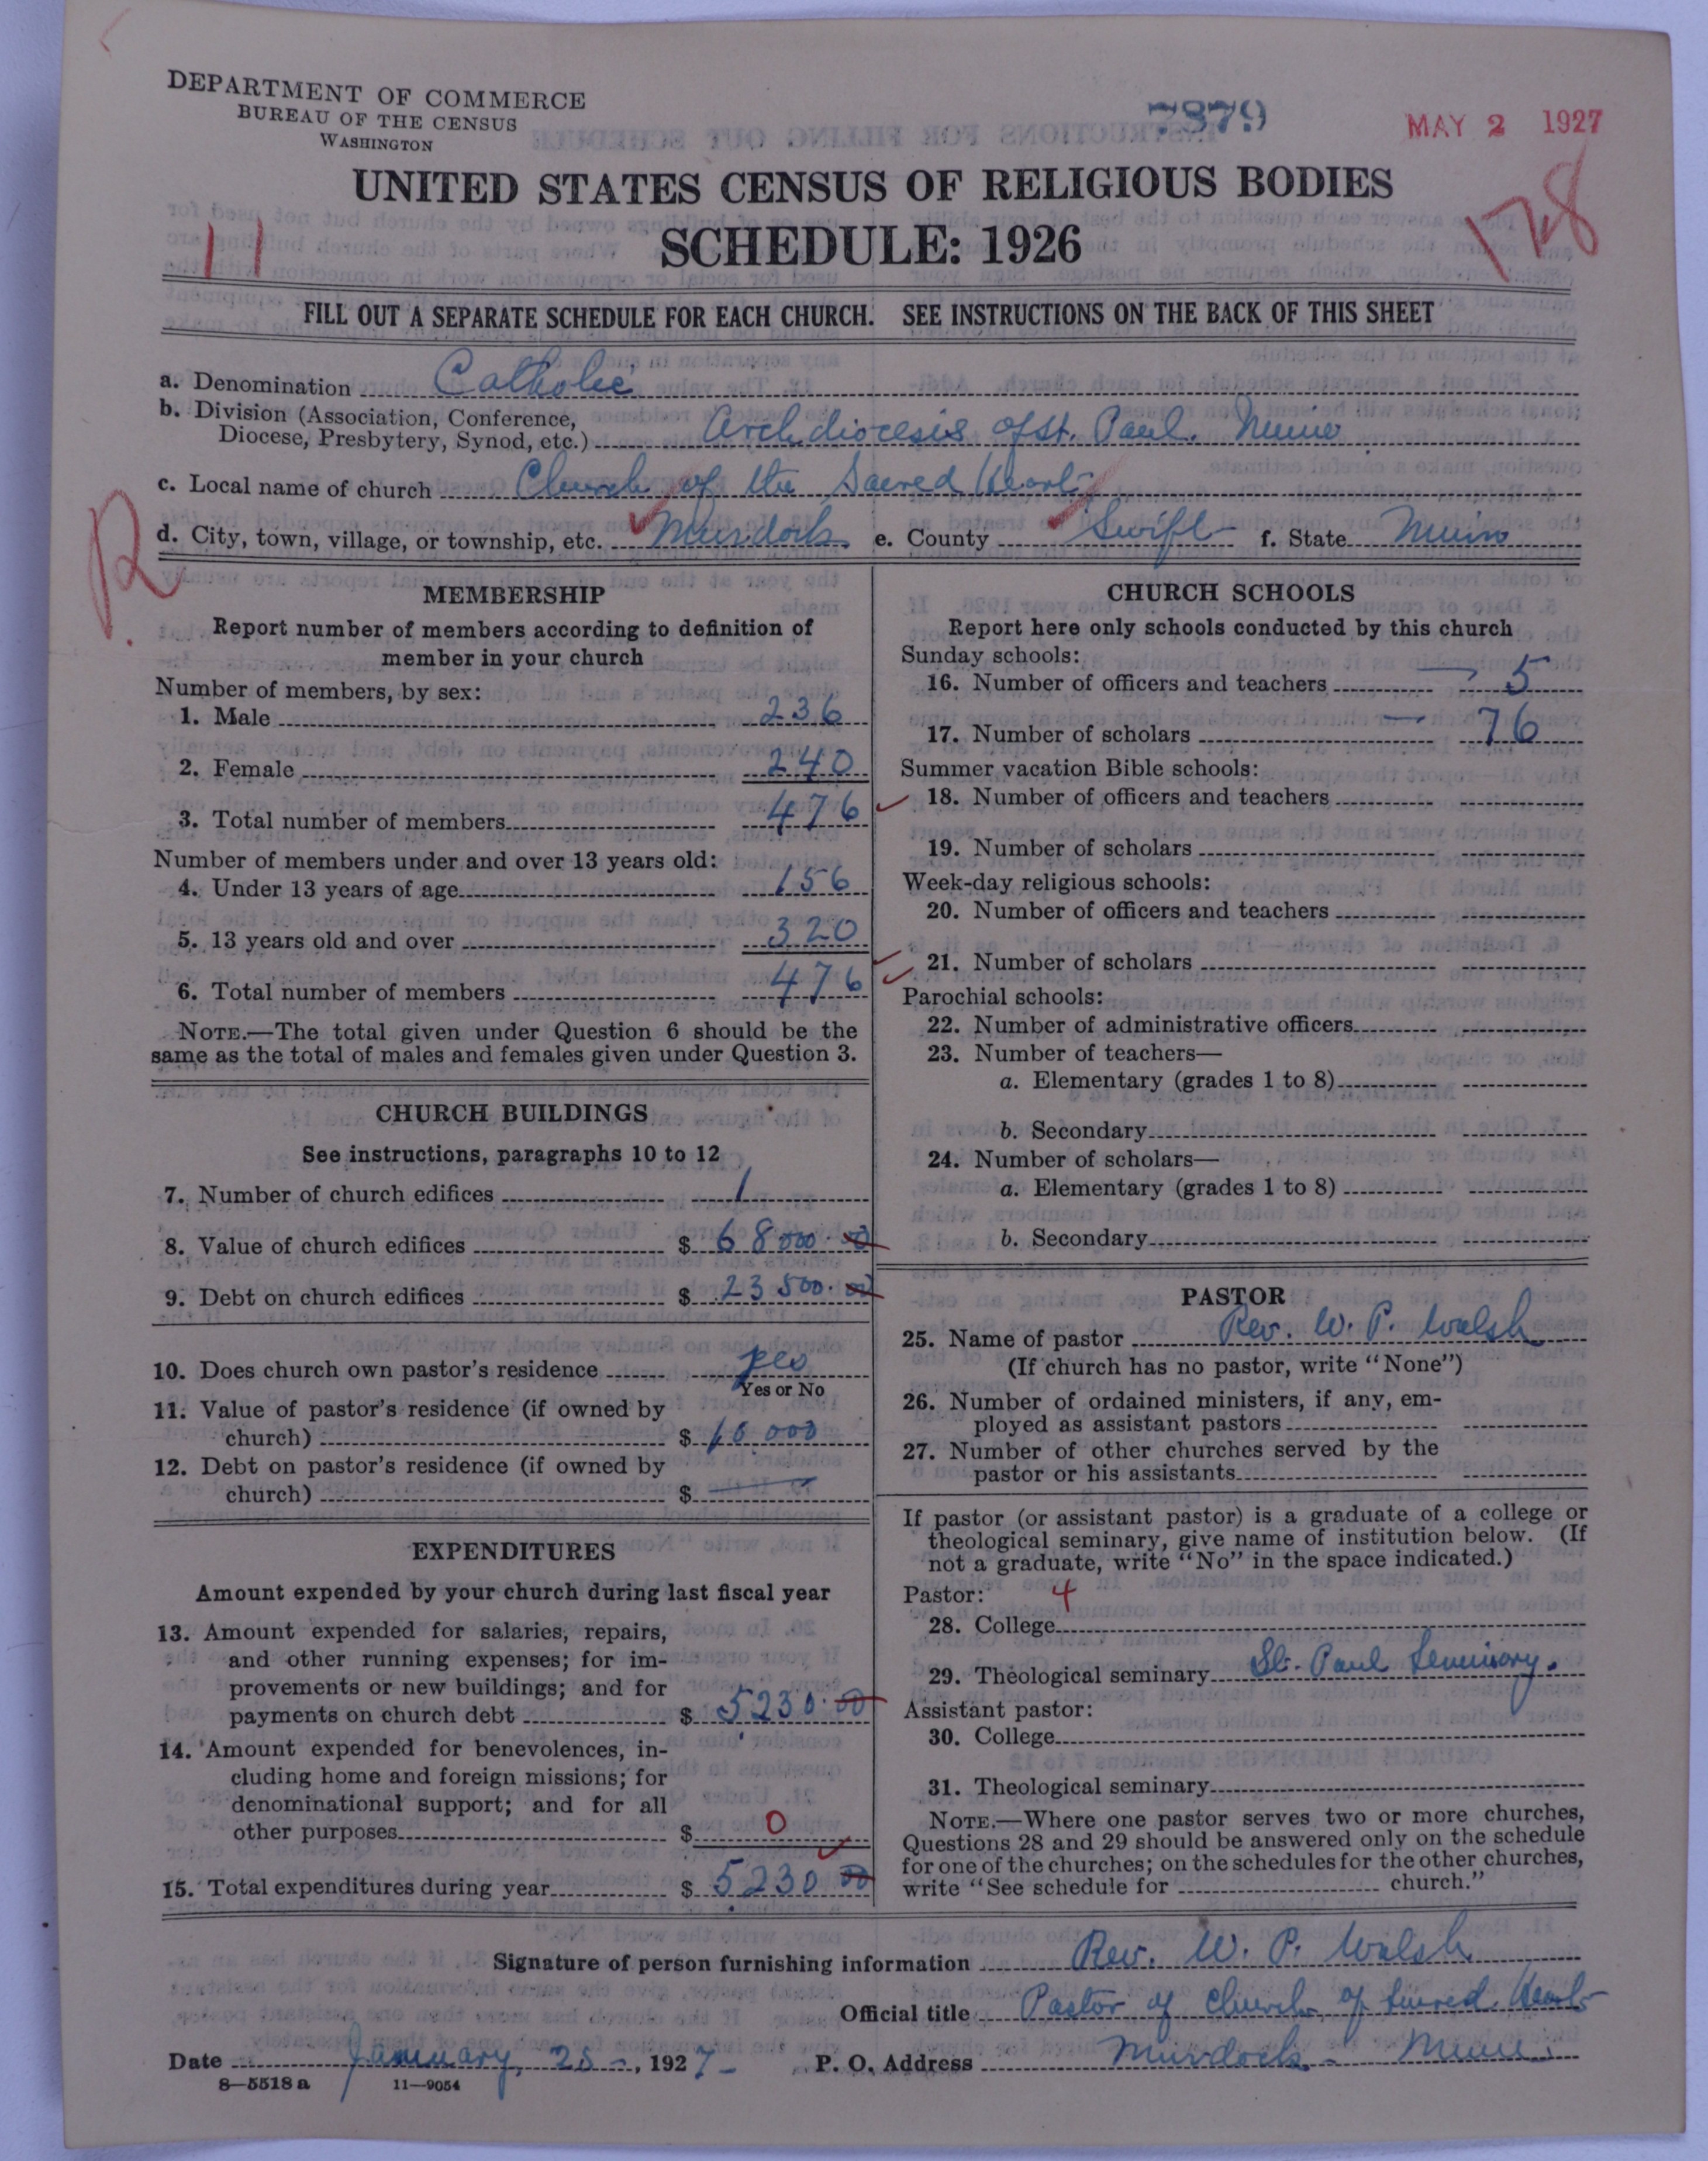 DEPARTMENT OF COMMERCE
BUREAU OF THE CENSUS
WASHINGTON
7879
MAY 2 1927
UNITED STATES CENSUS OF RELIGIOUS BODIES
SCHEDULE: 1926
11
128
FILL OUT A SEPARATE SCHEDULE FOR EACH CHURCH. SEE INSTRUCTIONS ON THE BACK OF THIS SHEET
a. Denomination Catholic
b. Division (Association, Conference,
Diocese, Presbytery, Synod, etc.) Archdiocesis of St. Paul. Minn
c. Local name of church Church of the Sacred Heart
R.
d. City, town, village, or township, etc. Murdock e. County Swift f. State Minn
MEMBERSHIP
Report number of members according to definition of
member in your church
Number of members, by sex:
1. Male 236
2. Female 240
3. Total number of members 476
Number of members under and over 13 years old:
4. Under 13 years of age 156
5. 13 years old and over 320
6. Total number of members 476
NOTE.—The total given under Question 6 should be the
same as the total of males and females given under Question 3.
CHURCH BUILDINGS
See instructions, paragraphs 10 to 12
7. Number of church edifices 1
8. Value of church edifices $ 68000.00
9. Debt on church edifices $ 23500.00
10. Does church own pastor's residence yes
Yes or No
11. Value of pastor's residence (if owned by
church) $ 10.000
12. Debt on pastor's residence (if owned by
church) $
EXPENDITURES
Amount expended by your church during last fiscal year
13. Amount expended for salaries, repairs,
and other running expenses; for im-
provements or new buildings; and for
payments on church debt $ 5230.00
14. Amount expended for benevolences, in-
cluding home and foreign missions; for
denominational support; and for all
other purposes $ 0
15. Total expenditures during year $ 5230 00
CHURCH SCHOOLS
Report here only schools conducted by this church
Sunday schools:
16. Number of officers and teachers — 5
17. Number of scholars — 76
Summer vacation Bible schools:
18. Number of officers and teachers
19. Number of scholars
Week-day religious schools:
20. Number of officers and teachers
21. Number of scholars
Parochial schools:
22. Number of administrative officers
23. Number of teachers—
a. Elementary (grades 1 to 8)
b. Secondary
24. Number of scholars—
a. Elementary (grades 1 to 8)
b. Secondary
PASTOR
25. Name of pastor Rev. W. P. Walsh
(If church has no pastor, write "None")
26. Number of ordained ministers, if any, em-
ployed as assistant pastors
27. Number of other churches served by the
pastor or his assistants
If pastor (or assistant pastor) is a graduate of a college or
theological seminary, give name of institution below. (If
not a graduate, write "No" in the space indicated.)
Pastor: 4
28. College
29. Theological seminary St. Paul Seminary.
Assistant pastor:
30. College
31. Theological seminary
NOTE.—Where one pastor serves two or more churches,
Questions 28 and 29 should be answered only on the schedule
for one of the churches; on the schedules for the other churches,
write "See schedule for church."
Signature of person furnishing information Rev. W. P. Walsh
Official title Pastor of Church of Sacred Heart
Date January, 25 –, 1927 – P. O. Address Murdock – Minn.
8—5518 a 11—9054